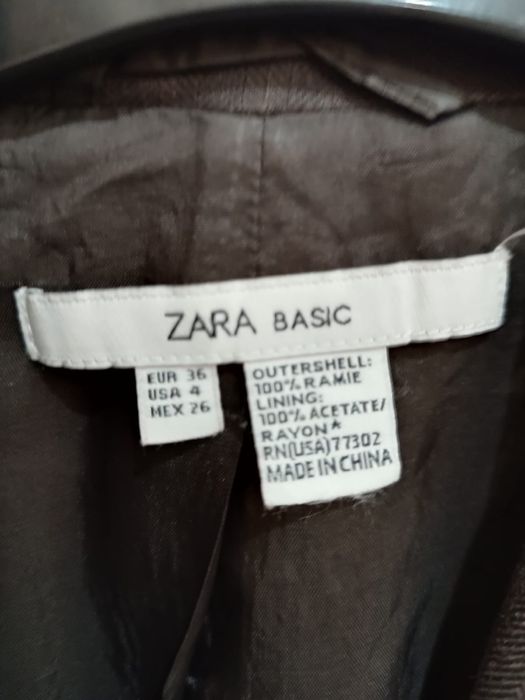 ZARA BASIC
EUR 36
USA 4
MEX 26
OUTERSHELL:
100% RAMIE
LINING:
100% ACETATE/
RAYON*
RN(USA)77302
MADE IN CHINA